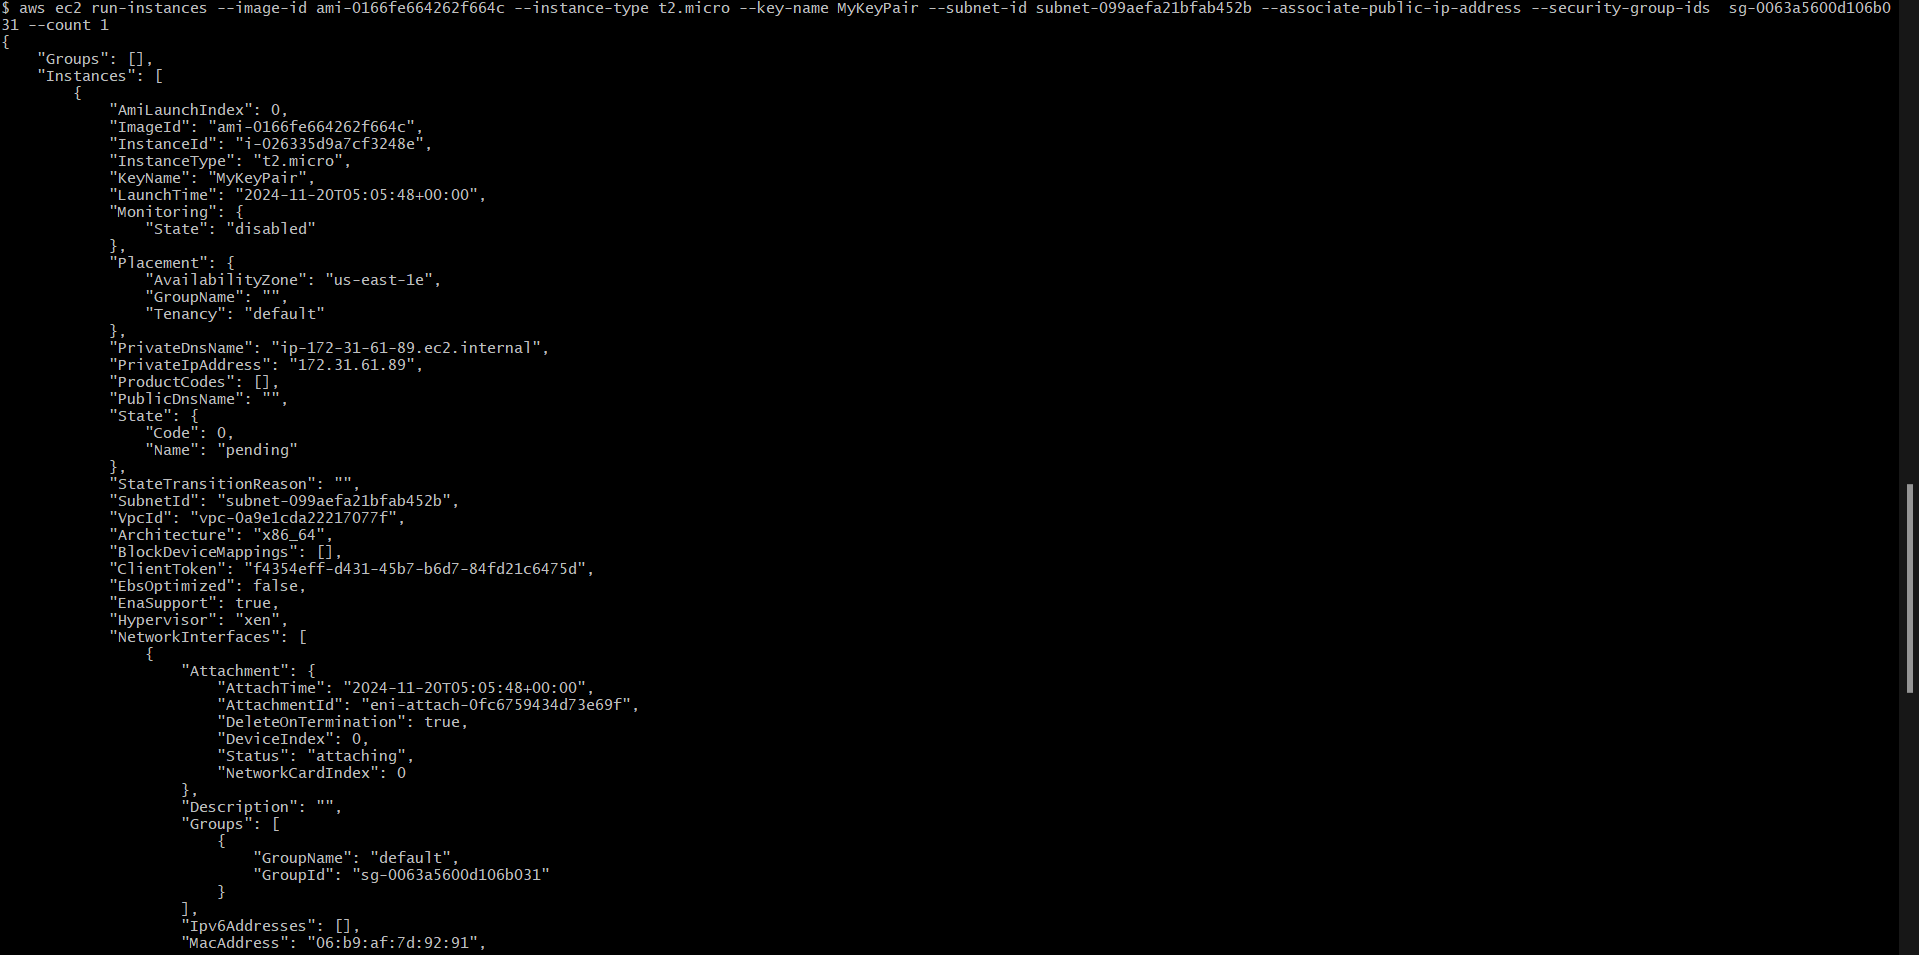 $ aws ec2 run-instances --image-id ami-0166fe664262f664c --instance-type t2.micro --key-name MyKeyPair --subnet-id subnet-099aefa21bfab452b --associate-public-ip-address --security-group-ids  sg-0063a5600d106b0
31 --count 1
{
    "Groups": [],
    "Instances": [
        {
            "AmiLaunchIndex": 0,
            "ImageId": "ami-0166fe664262f664c",
            "InstanceId": "i-026335d9a7cf3248e",
            "InstanceType": "t2.micro",
            "KeyName": "MyKeyPair",
            "LaunchTime": "2024-11-20T05:05:48+00:00",
            "Monitoring": {
                "State": "disabled"
            },
            "Placement": {
                "AvailabilityZone": "us-east-1e",
                "GroupName": "",
                "Tenancy": "default"
            },
            "PrivateDnsName": "ip-172-31-61-89.ec2.internal",
            "PrivateIpAddress": "172.31.61.89",
            "ProductCodes": [],
            "PublicDnsName": "",
            "State": {
                "Code": 0,
                "Name": "pending"
            },
            "StateTransitionReason": "",
            "SubnetId": "subnet-099aefa21bfab452b",
            "VpcId": "vpc-0a9e1cda22217077f",
            "Architecture": "x86_64",
            "BlockDeviceMappings": [],
            "ClientToken": "f4354eff-d431-45b7-b6d7-84fd21c6475d",
            "EbsOptimized": false,
            "EnaSupport": true,
            "Hypervisor": "xen",
            "NetworkInterfaces": [
                {
                    "Attachment": {
                        "AttachTime": "2024-11-20T05:05:48+00:00",
                        "AttachmentId": "eni-attach-0fc6759434d73e69f",
                        "DeleteOnTermination": true,
                        "DeviceIndex": 0,
                        "Status": "attaching",
                        "NetworkCardIndex": 0
                    },
                    "Description": "",
                    "Groups": [
                        {
                            "GroupName": "default",
                            "GroupId": "sg-0063a5600d106b031"
                        }
                    ],
                    "Ipv6Addresses": [],
                    "MacAddress": "06:b9:af:7d:92:91",